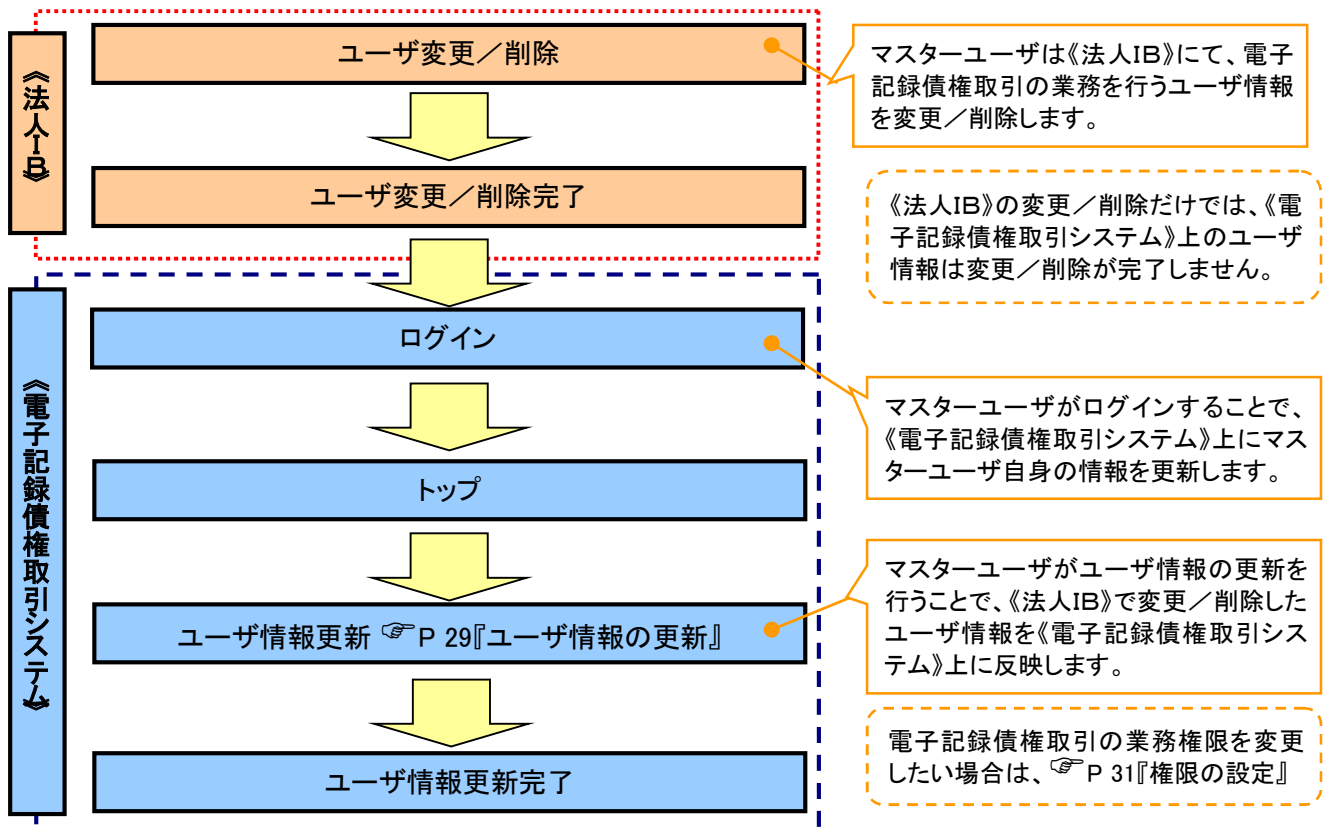 《法人ＩＢ》
ユーザ変更／削除
マスターユーザは《法人IB》にて、電子
記録債権取引の業務を行うユーザ情報
を変更／削除します。
ユーザ変更／削除完了
《法人IB》の変更／削除だけでは、《電
子記録債権取引システム》上のユーザ
情報は変更／削除が完了しません。
《電子記録債権取引システム》
ログイン
マスターユーザがログインすることで、
《電子記録債権取引システム》上にマス
ターユーザ自身の情報を更新します。
トップ
ユーザ情報更新 ☞P 29『ユーザ情報の更新』
マスターユーザがユーザ情報の更新を
行うことで、《法人IB》で変更／削除した
ユーザ情報を《電子記録債権取引シス
テム》上に反映します。
ユーザ情報更新完了
電子記録債権取引の業務権限を変更
したい場合は、☞P 31『権限の設定』